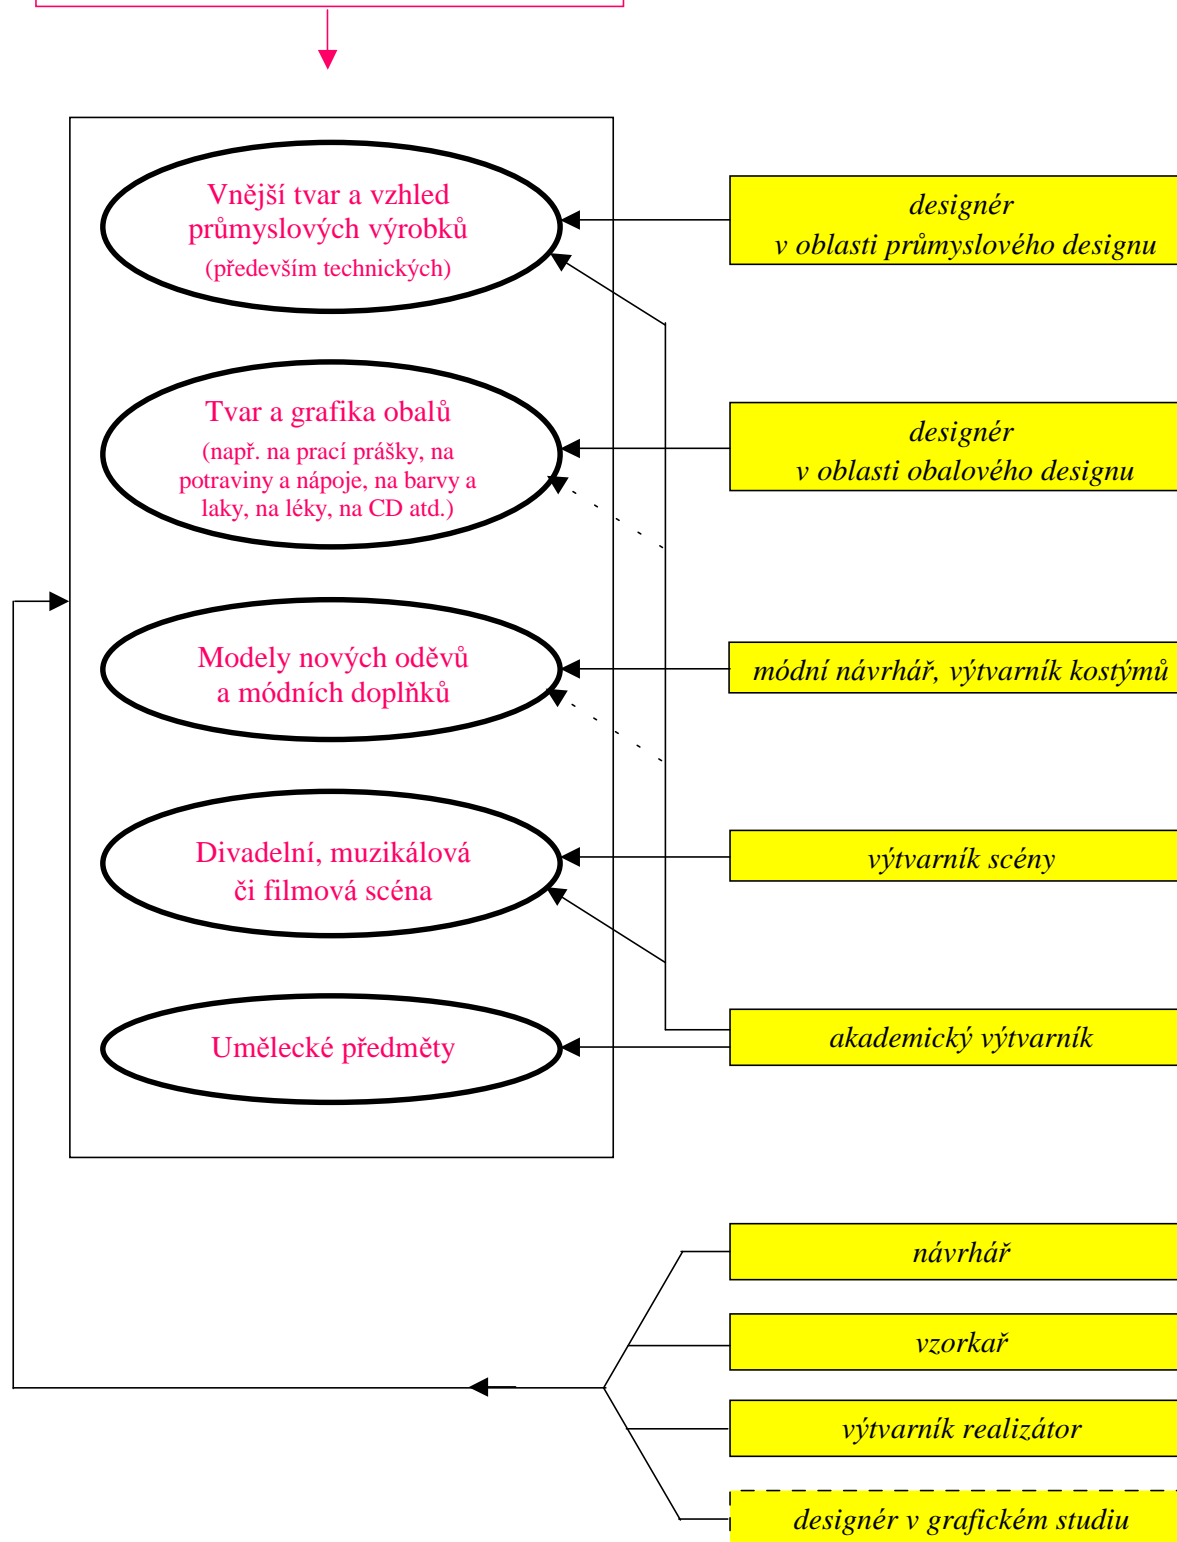 Vnější tvar a vzhled
průmyslových výrobků
(především technických)
designér
v oblasti průmyslového designu
Tvar a grafika obalů
(např. na prací prášky, na
potraviny a nápoje, na barvy a
laky, na léky, na CD atd.)
designér
v oblasti obalového designu
Modely nových oděvů
a módních doplňků
módní návrhář, výtvarník kostýmů
Divadelní, muzikálová
či filmová scéna
výtvarník scény
Umělecké předměty
akademický výtvarník
návrhář
vzorkař
výtvarník realizátor
designér v grafickém studiu